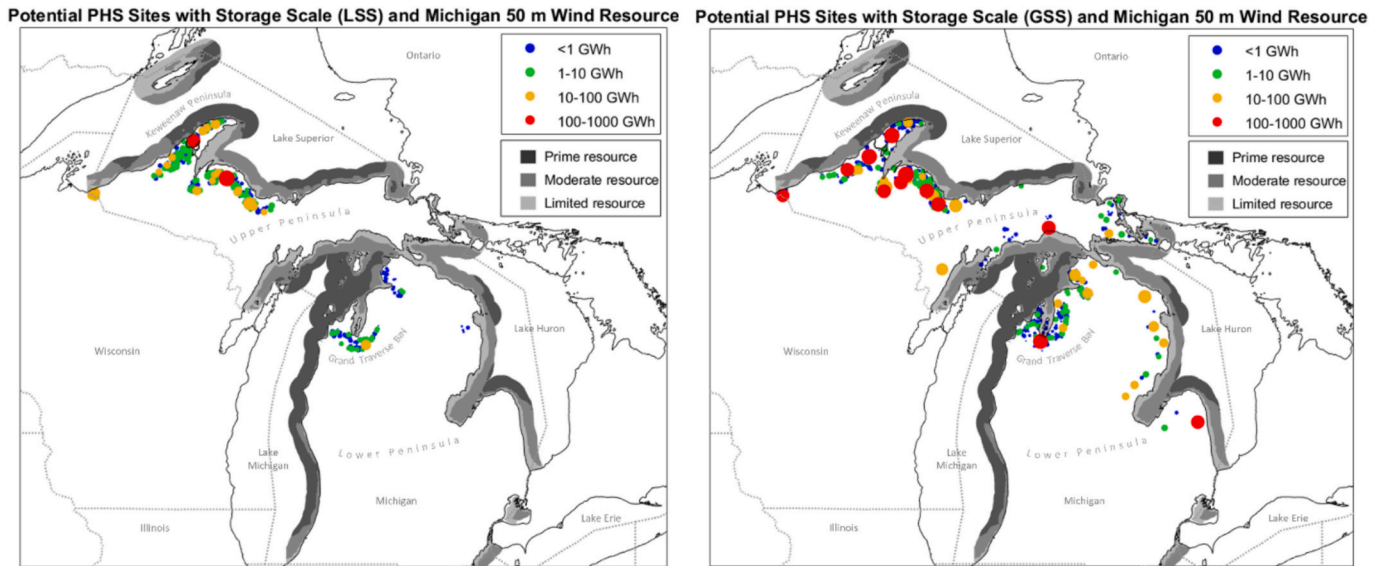 Potential PHS Sites with Storage Scale (LSS) and Michigan 50 m Wind Resource
<1 GWh
1-10 GWh
10-100 GWh
100-1000 GWh
Prime resource
Moderate resource
Limited resource
Ontario
Keweenaw Peninsula
Lake Superior
Upper Peninsula
Wisconsin
Grand Traverse Bay
Lake Huron
Lake
Michigan
Lower Peninsula
Michigan
Illinois
Lake Erie
Potential PHS Sites with Storage Scale (GSS) and Michigan 50 m Wind Resource
<1 GWh
1-10 GWh
10-100 GWh
100-1000 GWh
Prime resource
Moderate resource
Limited resource
Ontario
Keweenaw Peninsula
Lake Superior
Upper Peninsula
Wisconsin
Grand Traverse Bay
Lake Huron
Lake
Michigan
Lower Peninsula
Michigan
Illinois
Lake Erie